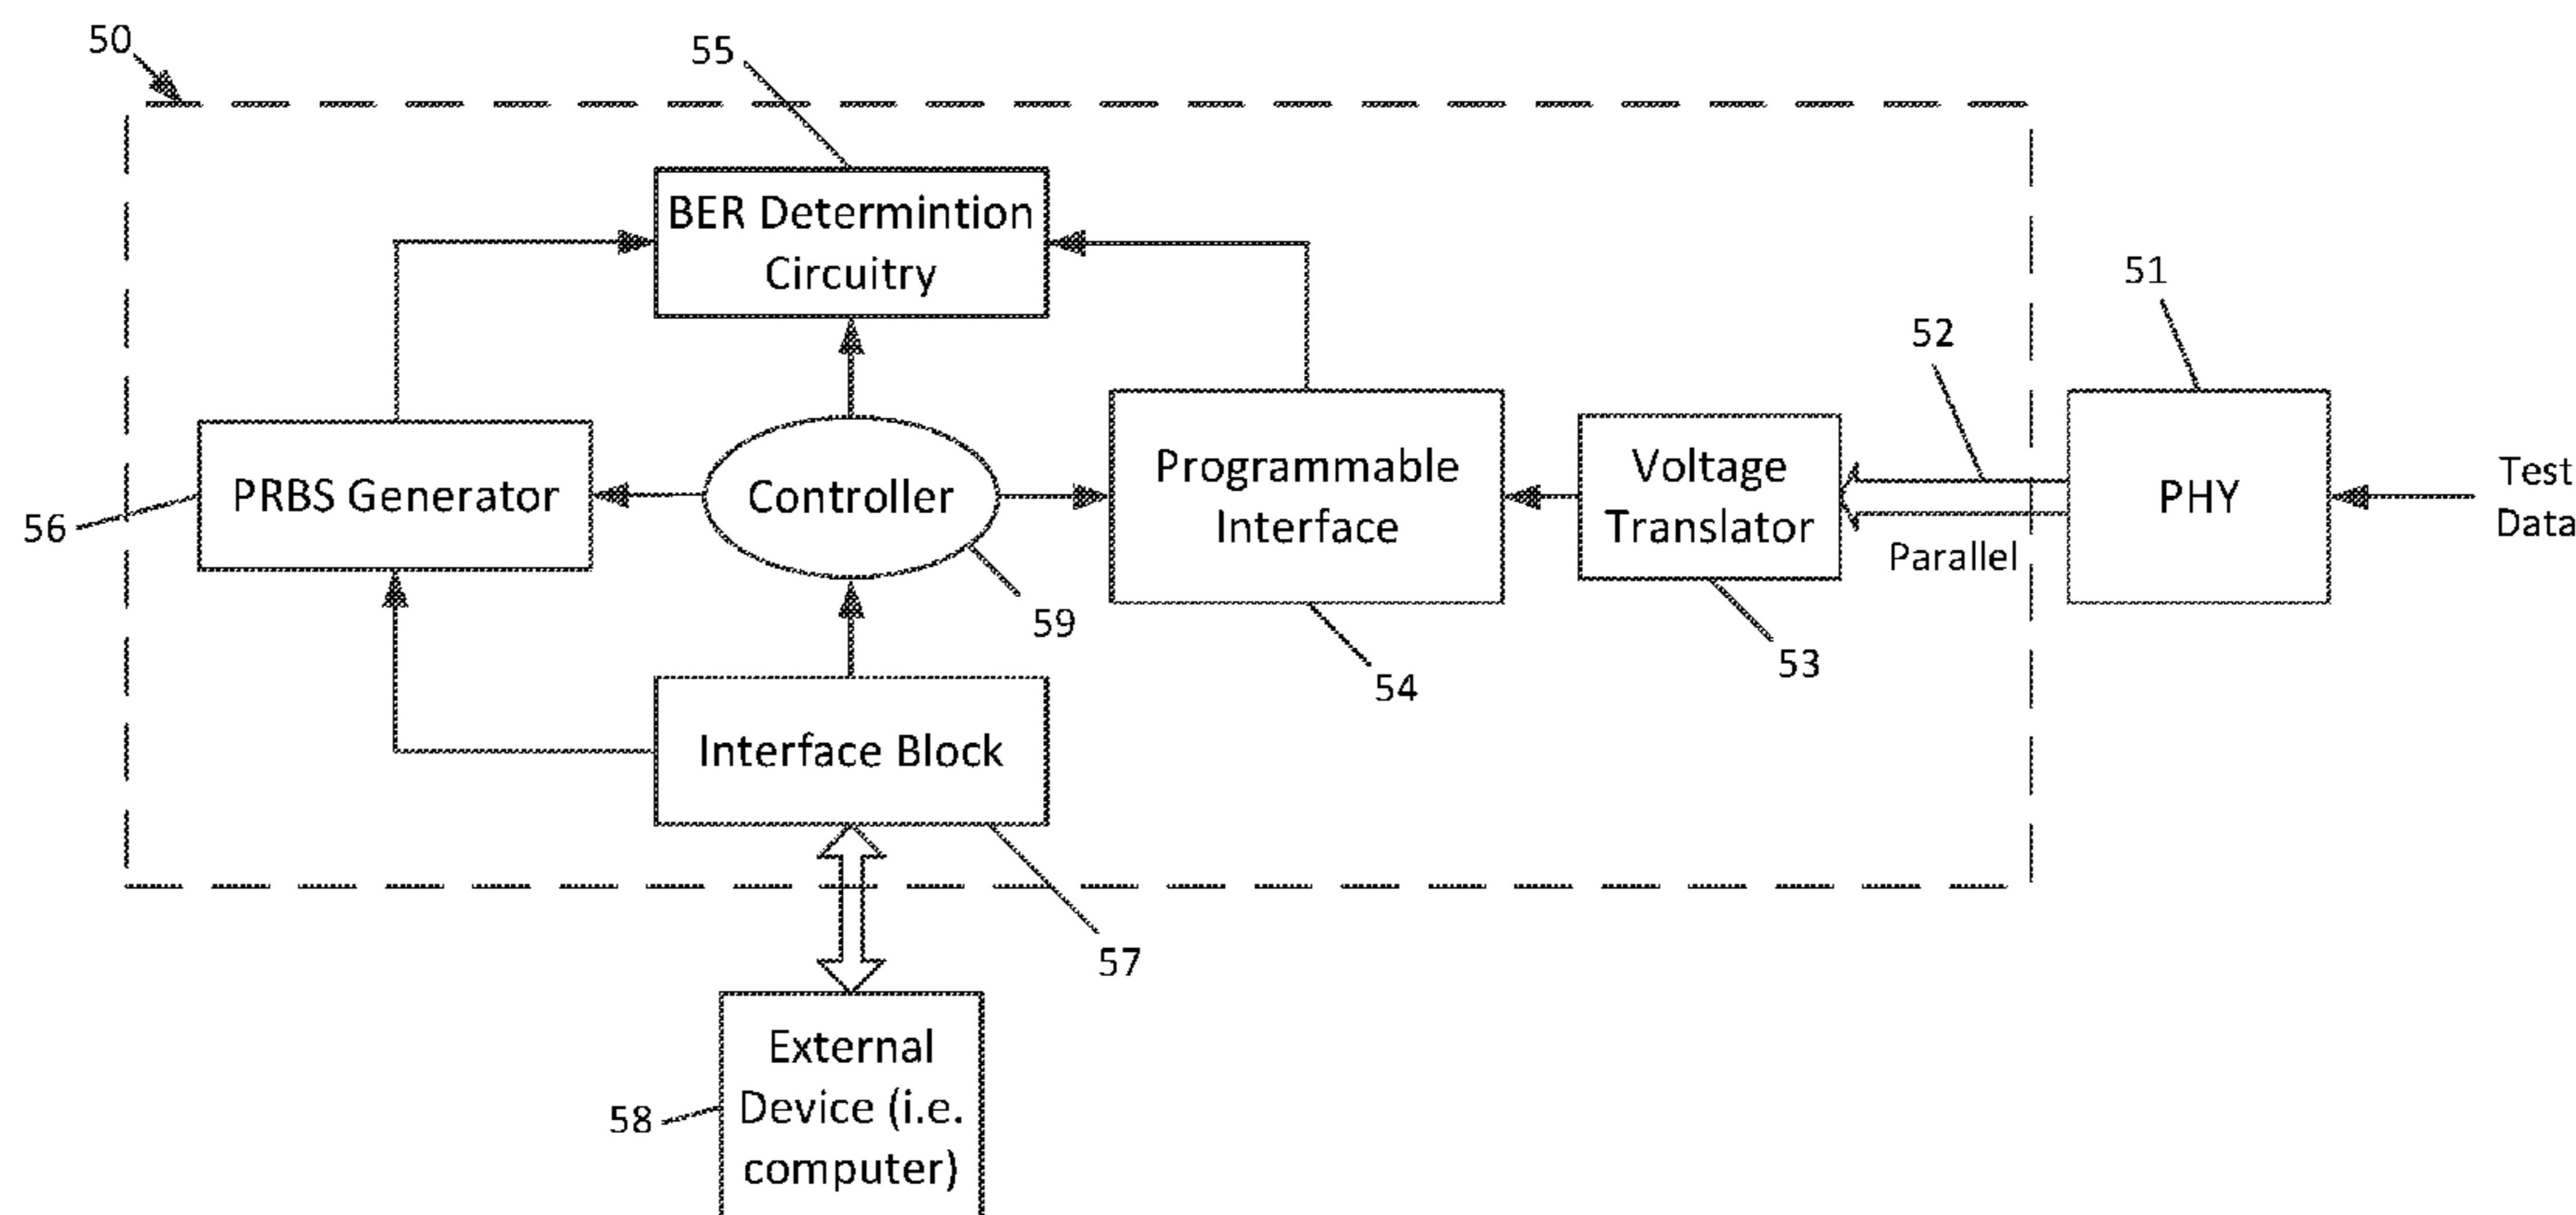 50
55
BER Determintion
Circuitry
51
52
PRBS Generator
Controller
Programmable
Interface
Voltage
Translator
Parallel
PHY
Test
Data
56
59
53
54
Interface Block
57
External
Device (i.e.
computer)
58